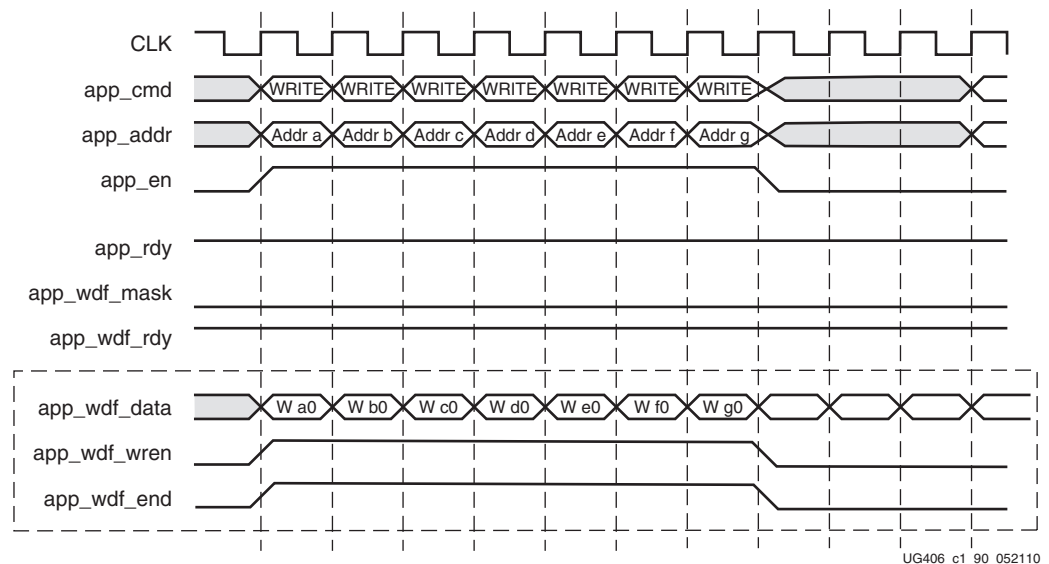 CLK
app_cmd WRITE WRITE WRITE WRITE WRITE WRITE WRITE
app_addr Addr a Addr b Addr c Addr d Addr e Addr f Addr g
app_en
app_rdy
app_wdf_mask
app_wdf_rdy
app_wdf_data W a0 W b0 W c0 W d0 W e0 W f0 W g0
app_wdf_wren
app_wdf_end
UG406_c1_90_052110